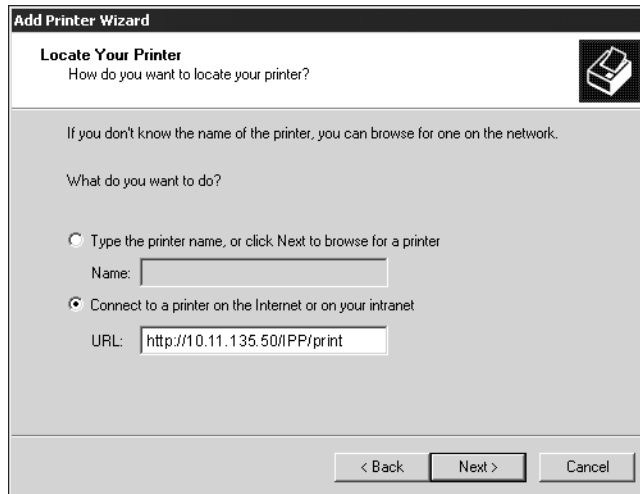 Add Printer Wizard
Locate Your Printer
How do you want to locate your printer?
If you don't know the name of the printer, you can browse for one on the network.
What do you want to do?
Type the printer name, or click Next to browse for a printer
Name:
Connect to a printer on the Internet or on your intranet
URL: http://10.11.135.50/IPP/print
< Back Next > Cancel